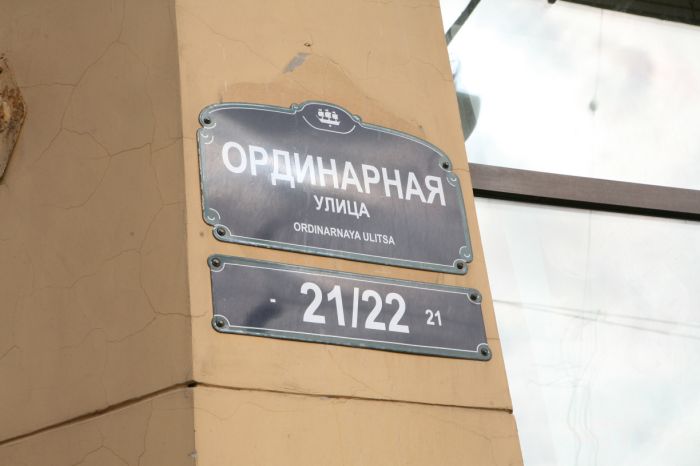 ОРДИНАРНАЯ
УЛИЦА
ORDINARNAYA ULITSA
- 21/22 21